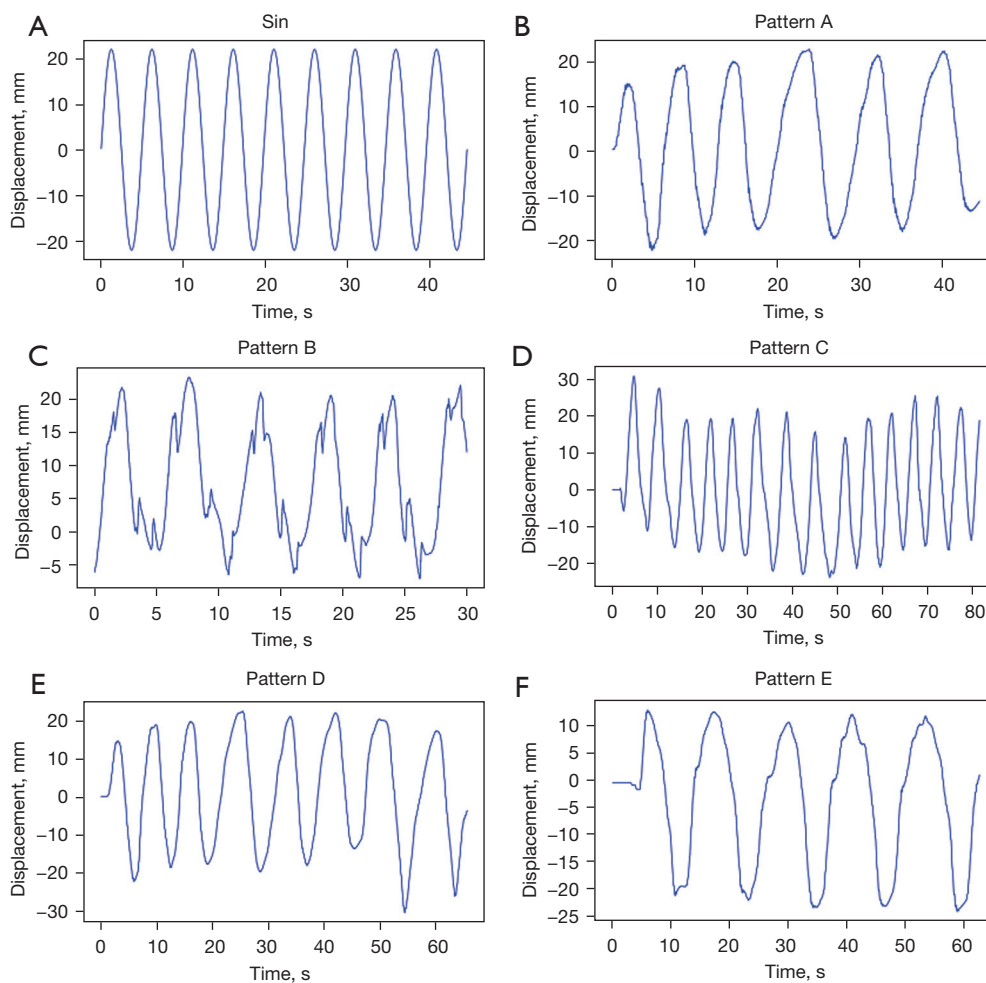 A
Sin
Displacement, mm
20
10
0
−10
−20
0 10 20 30 40
Time, s
B
Pattern A
Displacement, mm
20
10
0
−10
−20
0 10 20 30 40
Time, s
C
Pattern B
Displacement, mm
20
15
10
5
0
−5
0 5 10 15 20 25 30
Time, s
D
Pattern C
Displacement, mm
30
20
10
0
−10
−20
0 10 20 30 40 50 60 70 80
Time, s
E
Pattern D
Displacement, mm
20
10
0
−10
−20
−30
0 10 20 30 40 50 60
Time, s
F
Pattern E
Displacement, mm
10
5
0
−5
−10
−15
−20
−25
0 10 20 30 40 50 60
Time, s